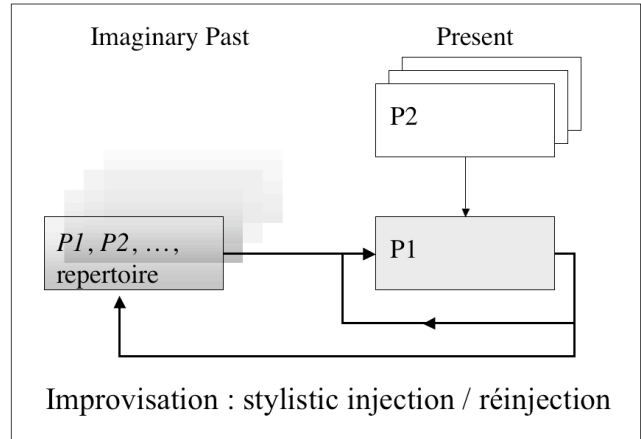 Imaginary Past
Present
P2
P1, P2, …,
repertoire
P1
Improvisation : stylistic injection / réinjection